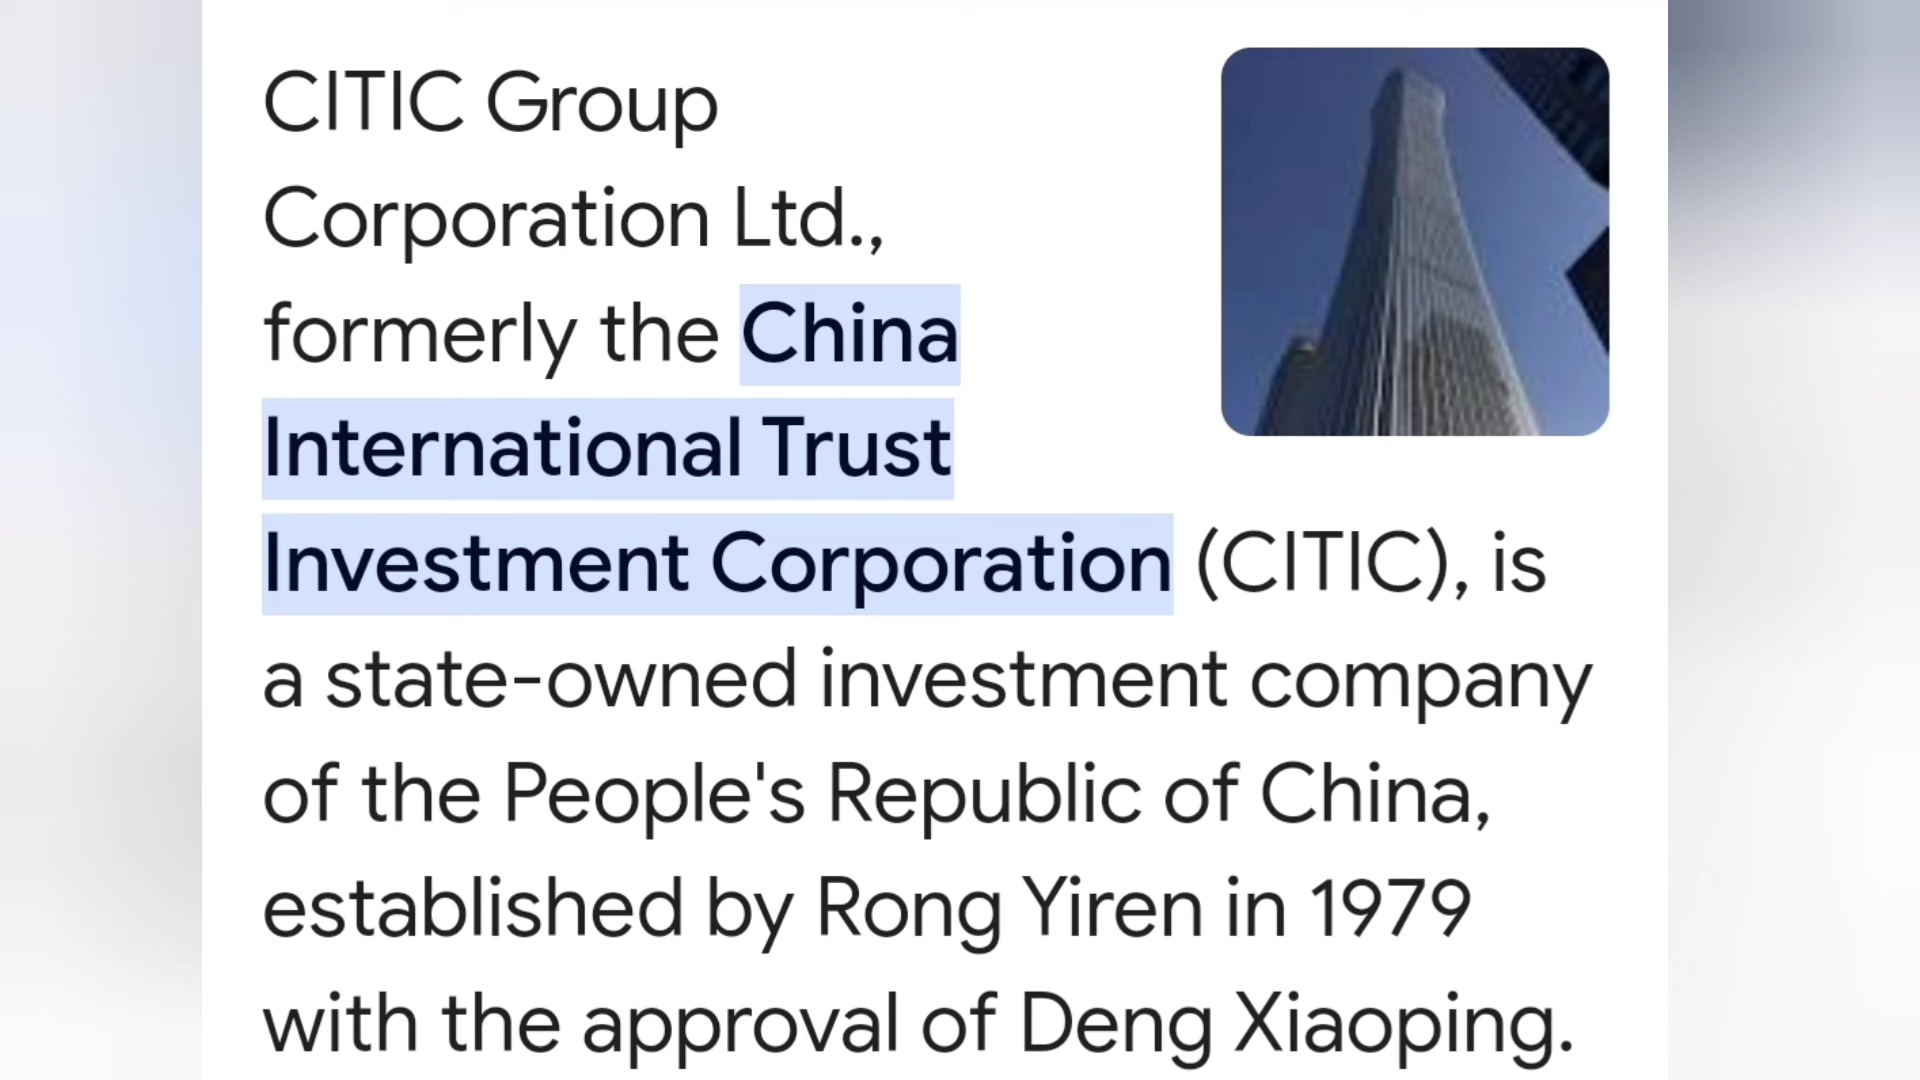 CITIC Group
Corporation Ltd.,
formerly the China
International Trust
Investment Corporation (CITIC), is
a state-owned investment company
of the People's Republic of China,
established by Rong Yiren in 1979
with the approval of Deng Xiaoping.